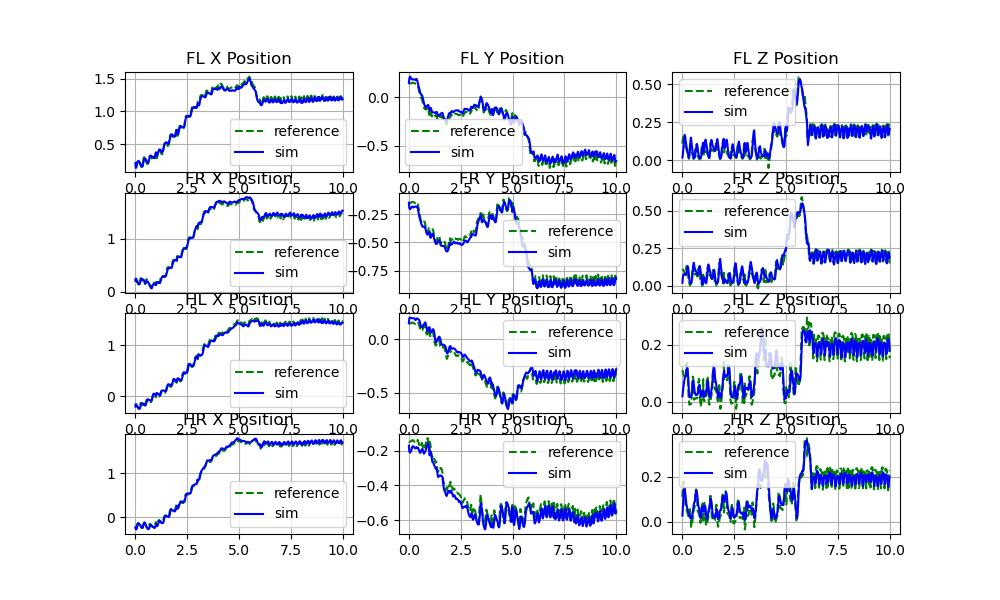 FL X Position
FL Y Position
FL Z Position
1.5
1.0
0.5
reference
sim
0.0 2.5 5.0 7.5 10.0
0.0
−0.5
reference
sim
0.0 2.5 5.0 7.5 10.0
0.50
0.25
0.00
reference
sim
0.0 2.5 5.0 7.5 10.0
FR X Position
FR Y Position
FR Z Position
1
0
reference
sim
0.0 2.5 5.0 7.5 10.0
−0.25
−0.50
−0.75
reference
sim
0.0 2.5 5.0 7.5 10.0
0.50
0.25
0.00
reference
sim
0.0 2.5 5.0 7.5 10.0
HL X Position
HL Y Position
HL Z Position
1
0
reference
sim
0.0 2.5 5.0 7.5 10.0
0.0
−0.5
reference
sim
0.0 2.5 5.0 7.5 10.0
0.2
0.0
reference
sim
0.0 2.5 5.0 7.5 10.0
HR X Position
HR Y Position
HR Z Position
1
0
reference
sim
0.0 2.5 5.0 7.5 10.0
−0.2
−0.4
−0.6
reference
sim
0.0 2.5 5.0 7.5 10.0
0.2
0.0
reference
sim
0.0 2.5 5.0 7.5 10.0